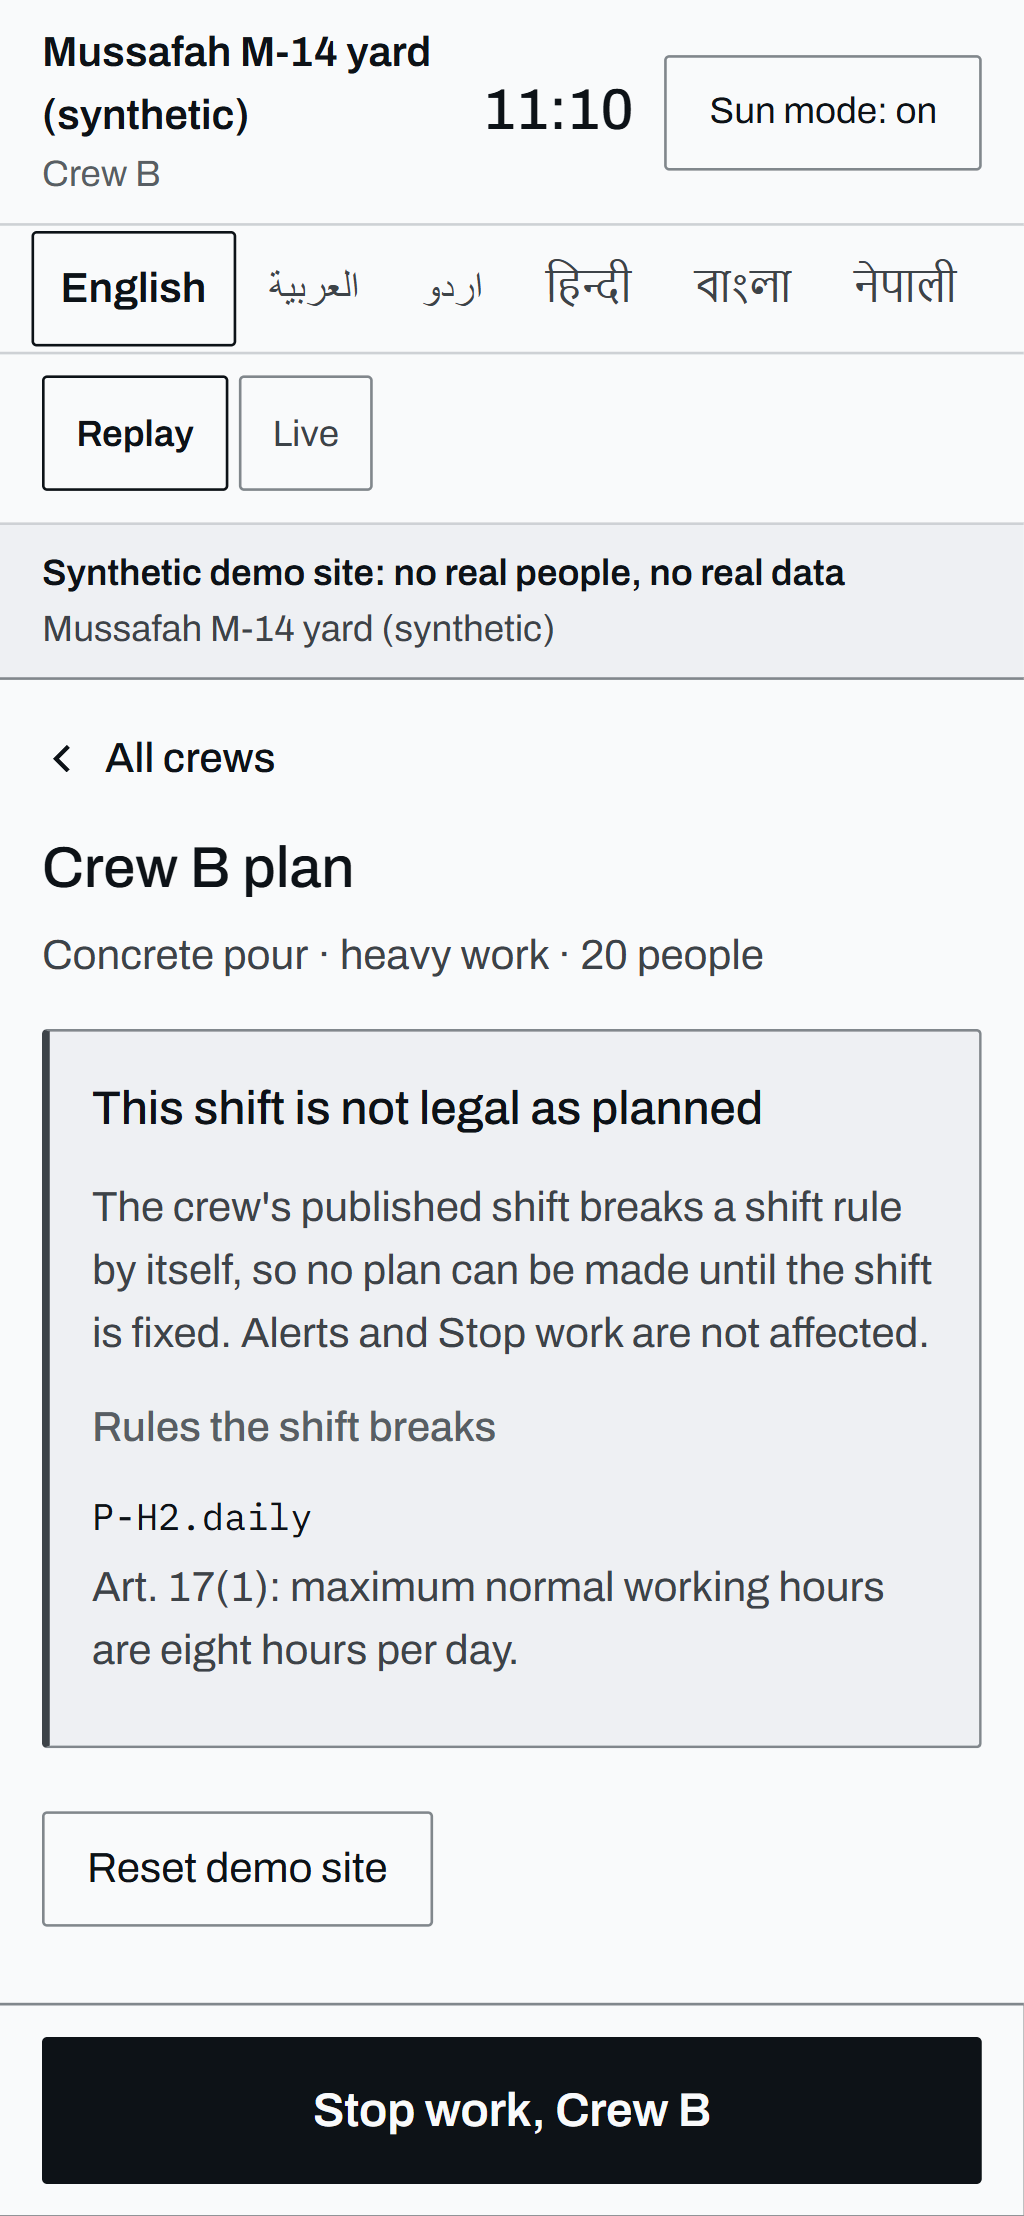 Mussafah M-14 yard
(synthetic)
Crew B
11:10
Sun mode: on
English
العربية
اردو
हिन्दी
বাংলা
नेपाली
Replay
Live
Synthetic demo site: no real people, no real data
Mussafah M-14 yard (synthetic)
All crews
Crew B plan
Concrete pour · heavy work · 20 people
This shift is not legal as planned
The crew's published shift breaks a shift rule
by itself, so no plan can be made until the shift
is fixed. Alerts and Stop work are not affected.
Rules the shift breaks
P-H2.daily
Art. 17(1): maximum normal working hours
are eight hours per day.
Reset demo site
Stop work, Crew B